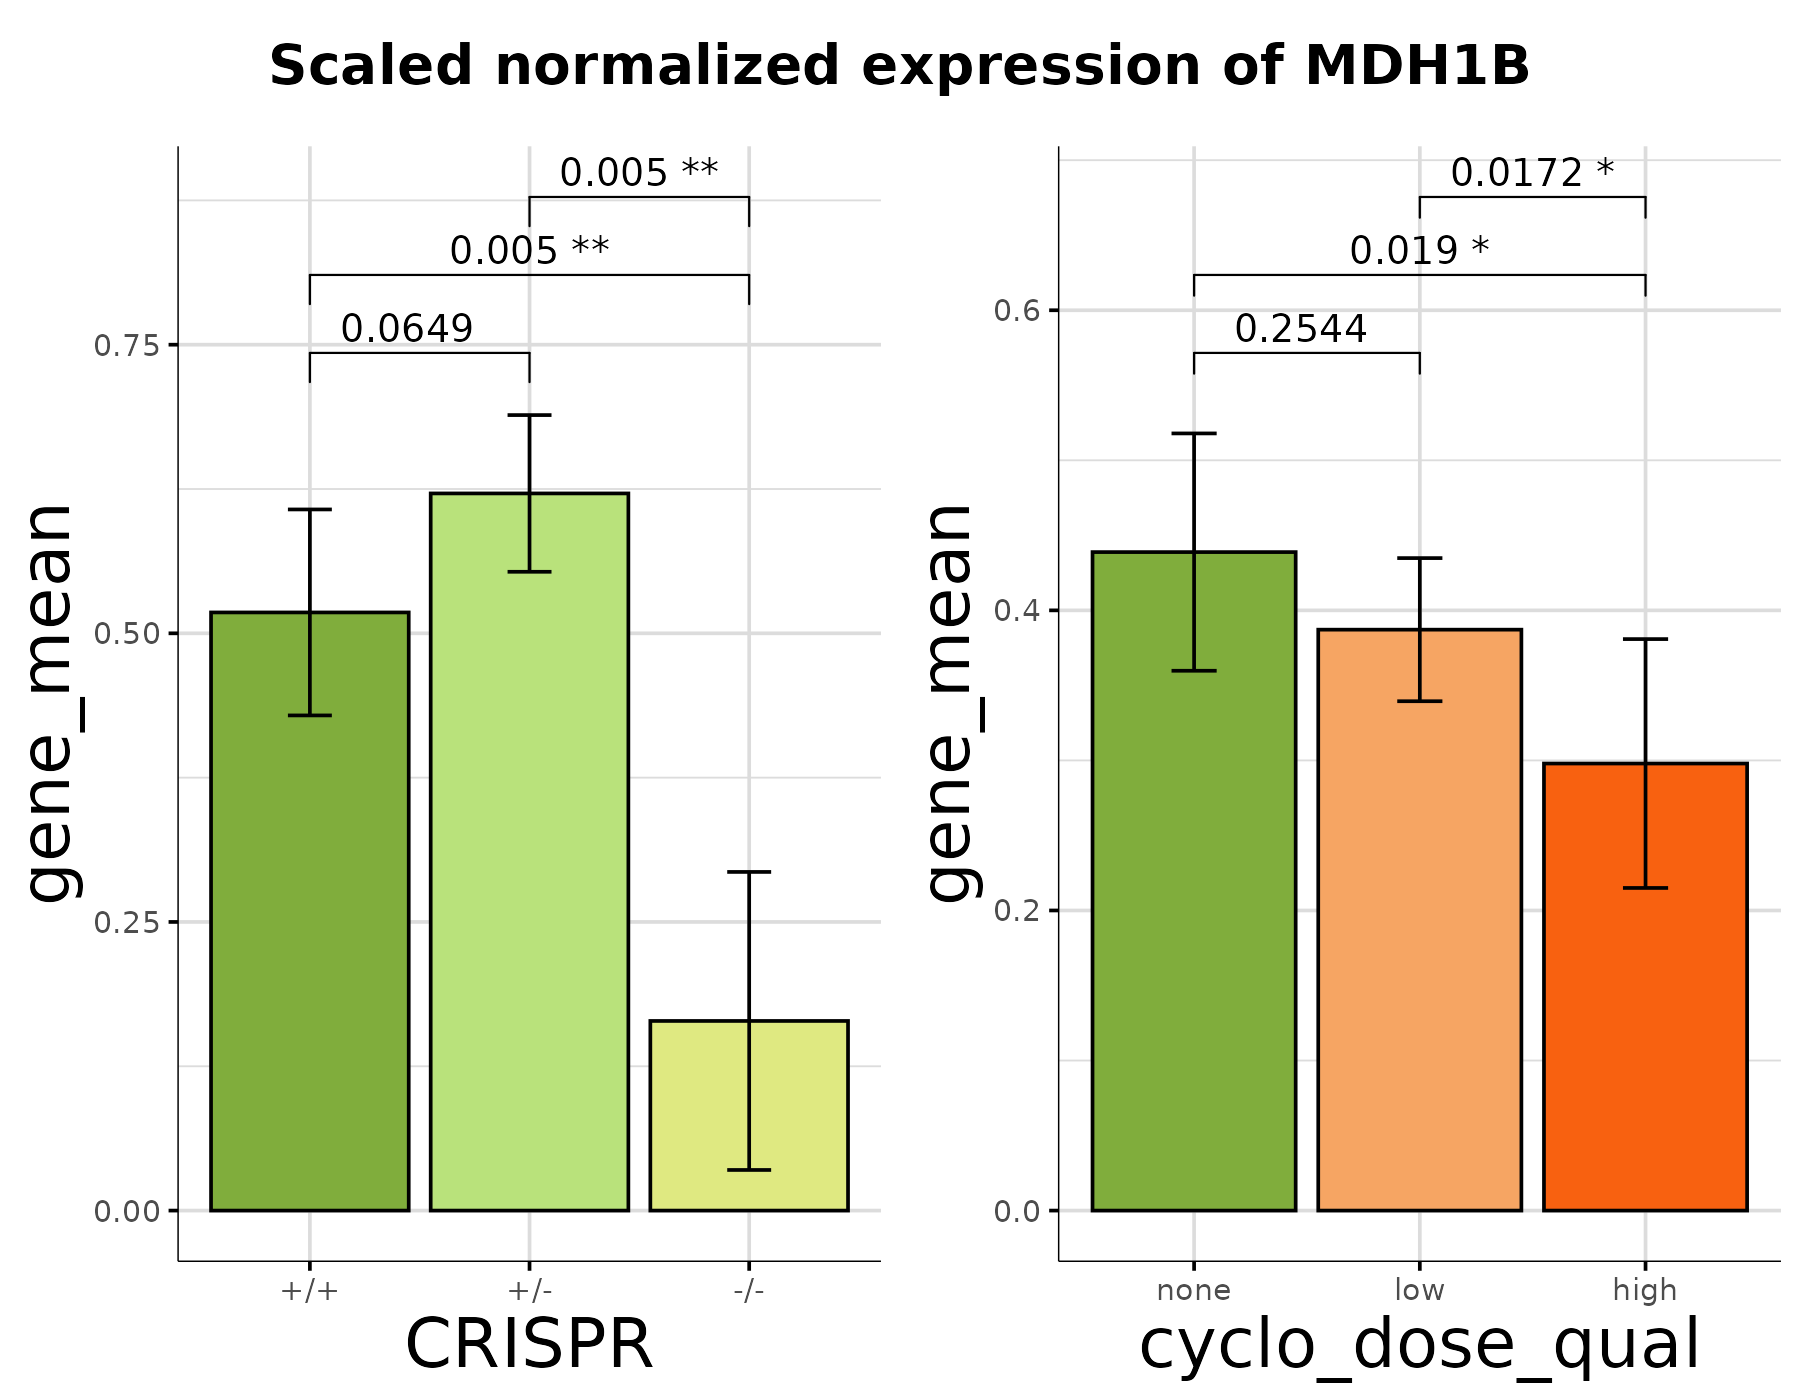 Scaled normalized expression of MDH1B
gene_mean
0.75
0.50
0.25
0.00
0.005 **
0.005 **
0.0649
+/+ +/- -/-
CRISPR
gene_mean
0.6
0.4
0.2
0.0
0.0172 *
0.019 *
0.2544
none low high
cyclo_dose_qual